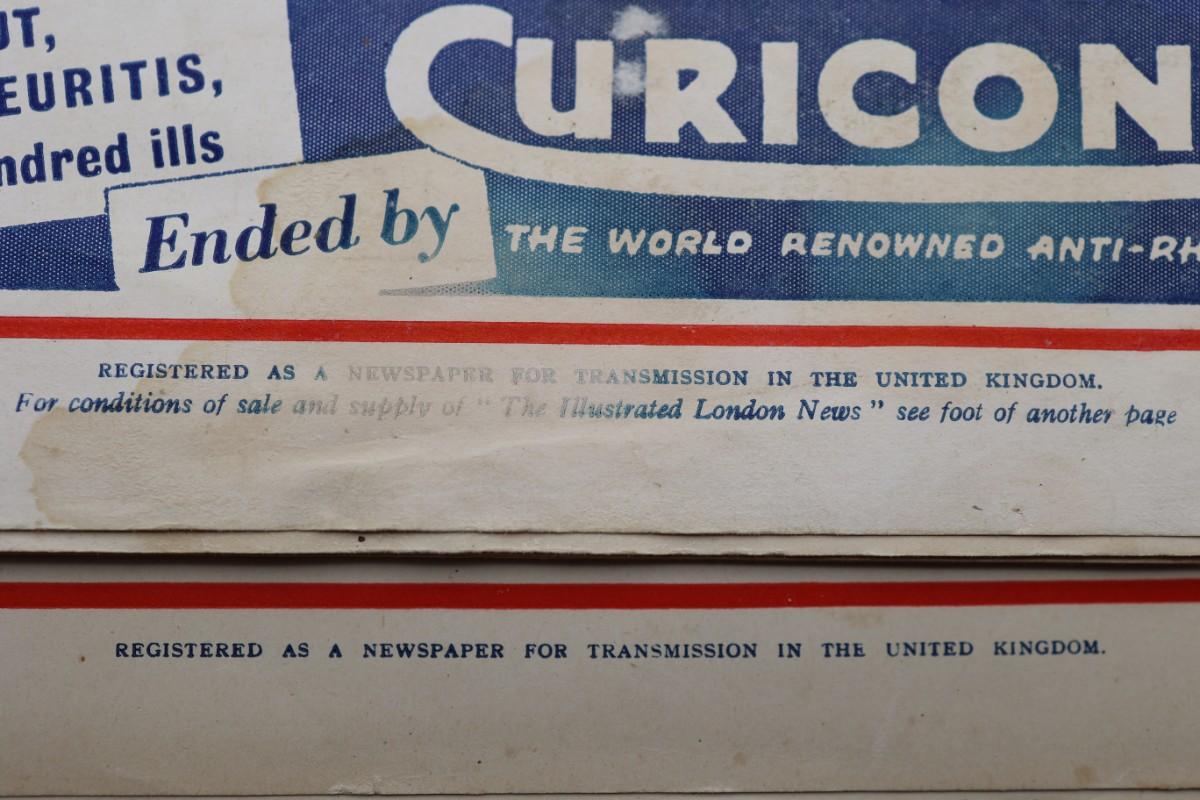 UT,
EURITIS,
ndred ills
CURICON
Ended by
THE WORLD RENOWNED ANTI-RH
REGISTERED AS A NEWSPAPER FOR TRANSMISSION IN THE UNITED KINGDOM.
For conditions of sale and supply of " The Illustrated London News " see foot of another page
REGISTERED AS A NEWSPAPER FOR TRANSMISSION IN THE UNITED KINGDOM.